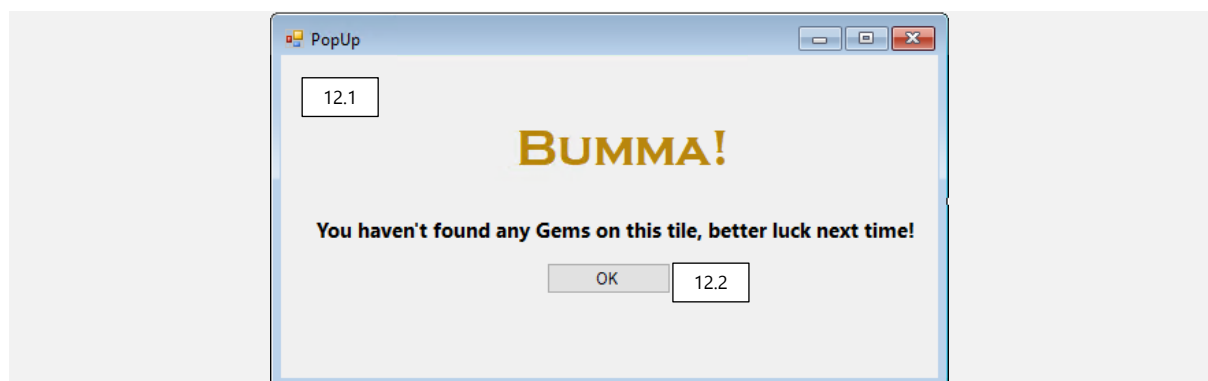 PopUp
12.1
BUMMA!
You haven't found any Gems on this tile, better luck next time!
OK
12.2